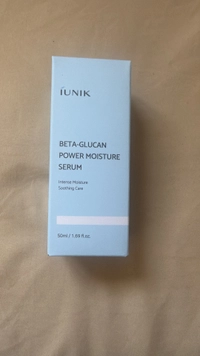 iUNIK
BETA-GLUCAN
POWER MOISTURE
SERUM
Intense Moisture
Soothing Care
50ml / 1.69 fl oz.